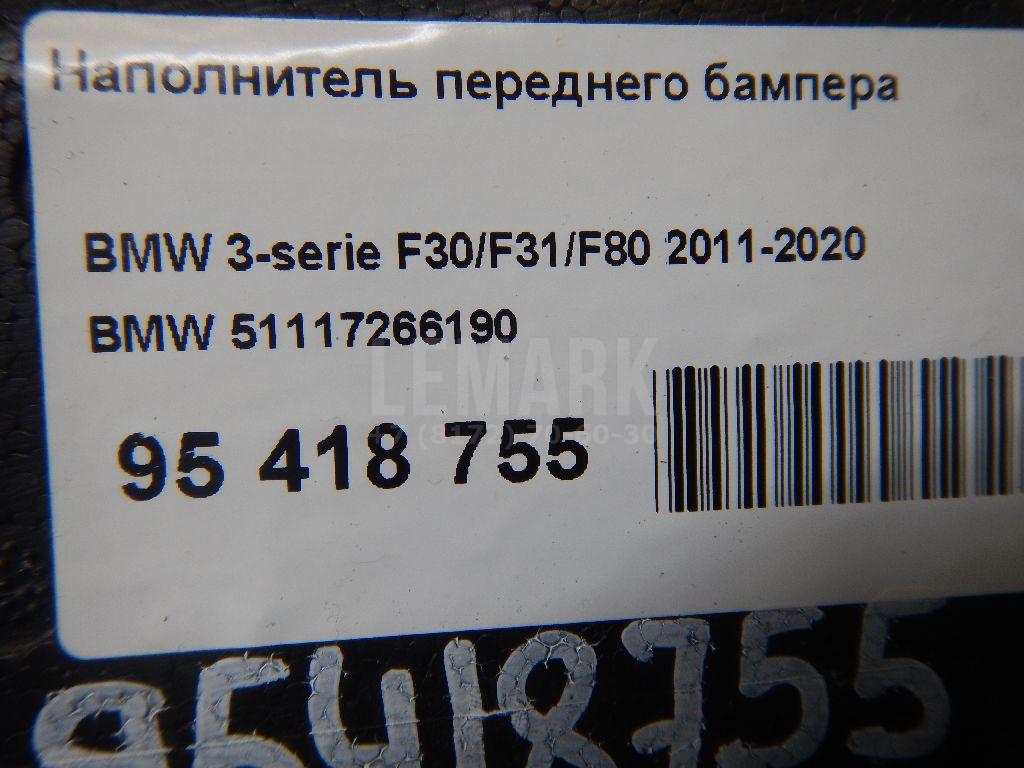 Наполнитель переднего бампера
BMW 3-serie F30/F31/F80 2011-2020
BMW 51117266190
LEMARK
95 418 755
95418755